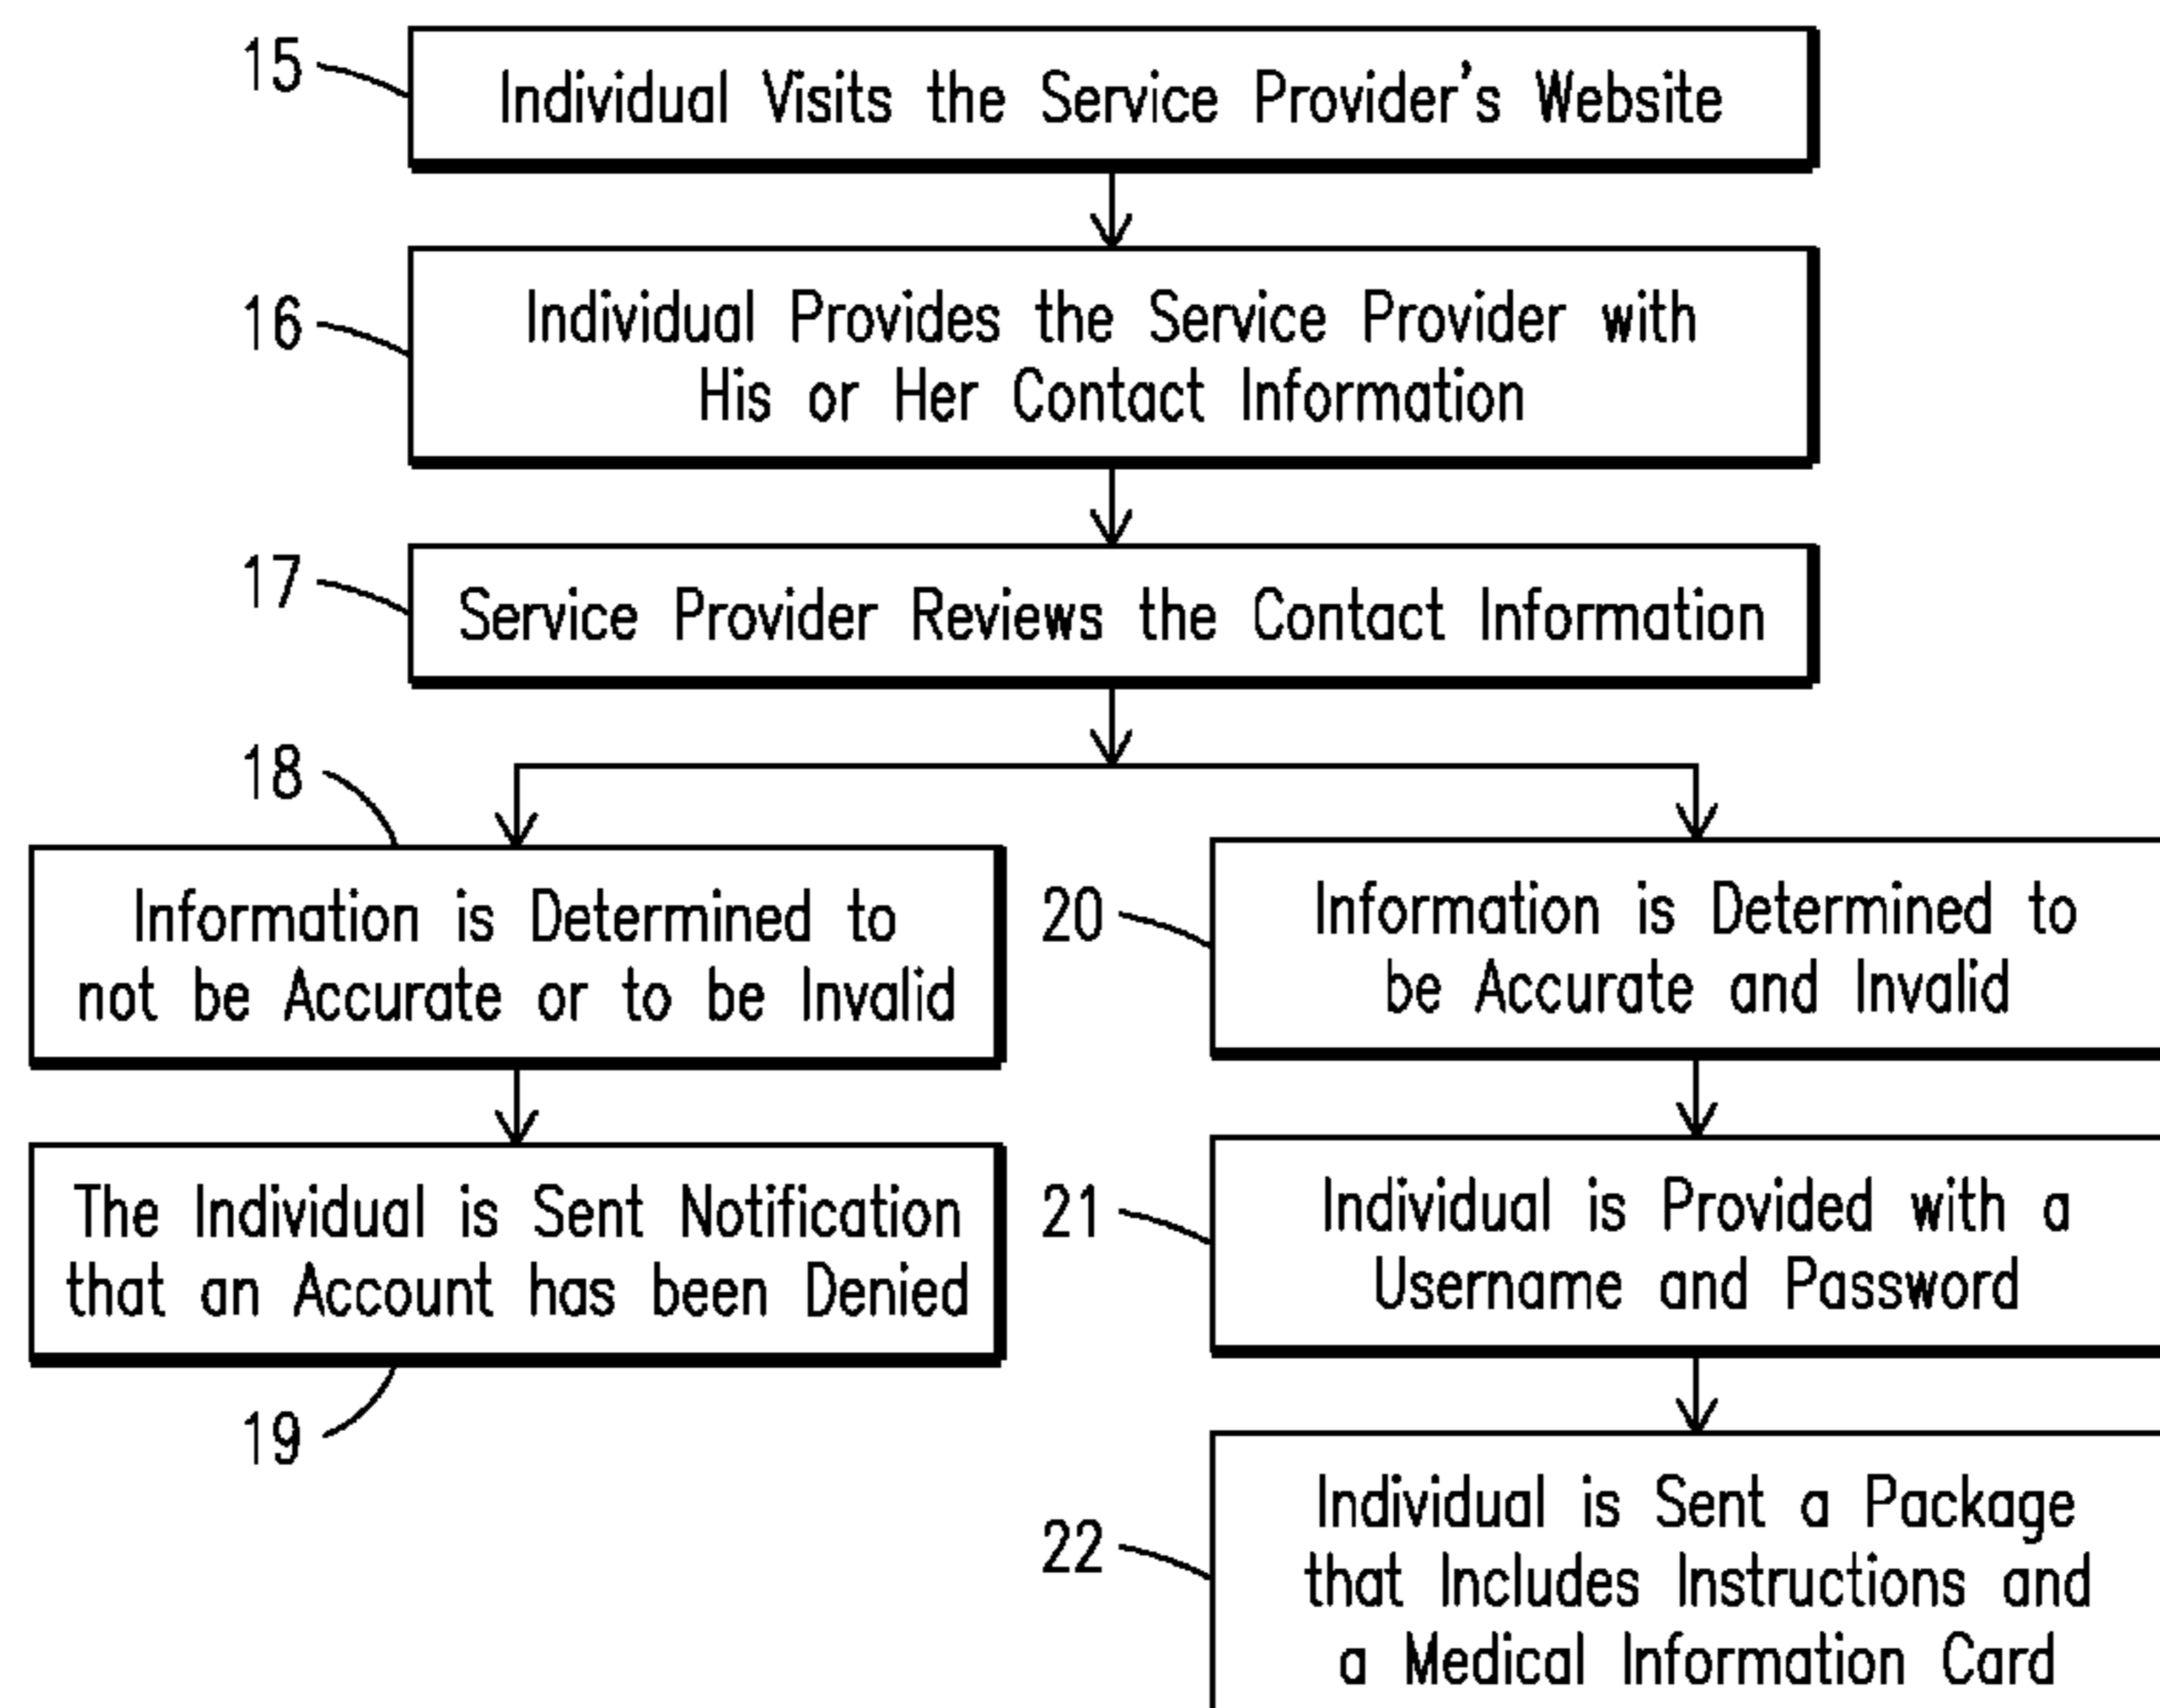 15
Individual Visits the Service Provider's Website
16
Individual Provides the Service Provider with
His or Her Contact Information
17
Service Provider Reviews the Contact Information
18
Information is Determined to
not be Accurate or to be Invalid
The Individual is Sent Notification
that an Account has been Denied
19
20
Information is Determined to
be Accurate and Invalid
21
Individual is Provided with a
Username and Password
22
Individual is Sent a Package
that Includes Instructions and
a Medical Information Card